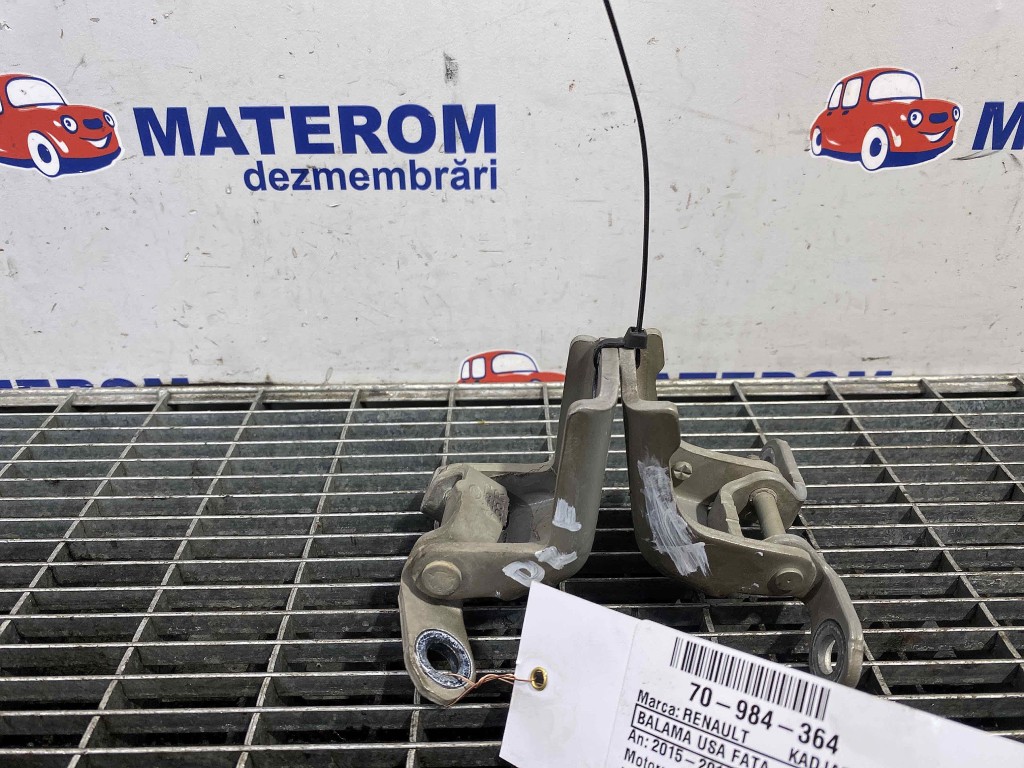 MATEROM
dezmembrări
70-984-364
Marca: RENAULT
BALAMA USA FATA
An: 2015-